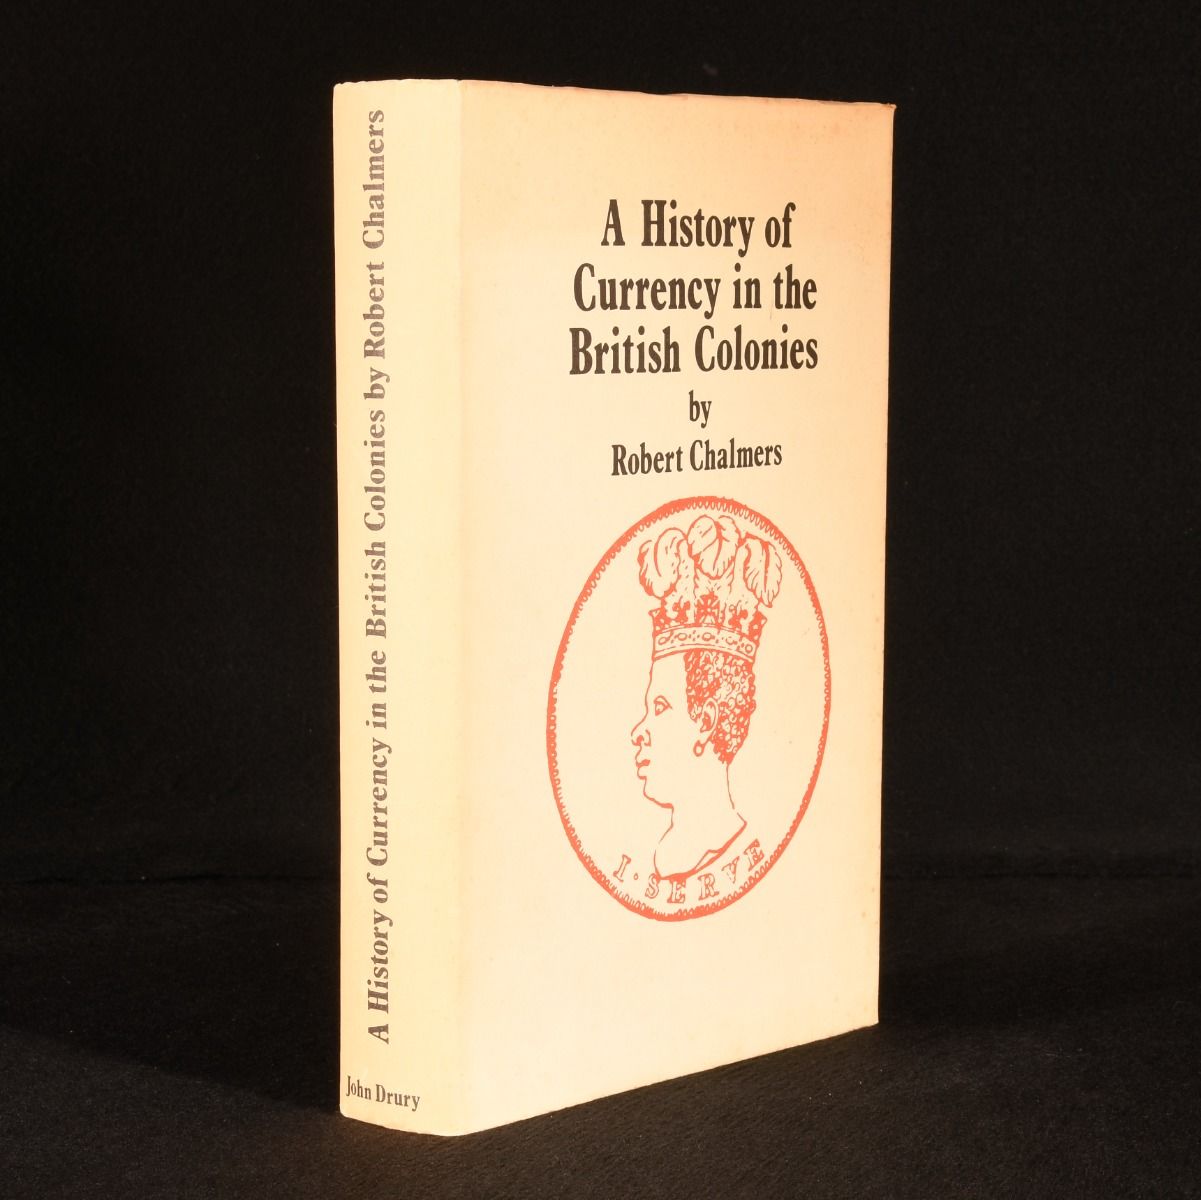 A History of Currency in the British Colonies by Robert Chalmers
John Drury
A History of
Currency in the
British Colonies
by
Robert Chalmers
I · SERVE